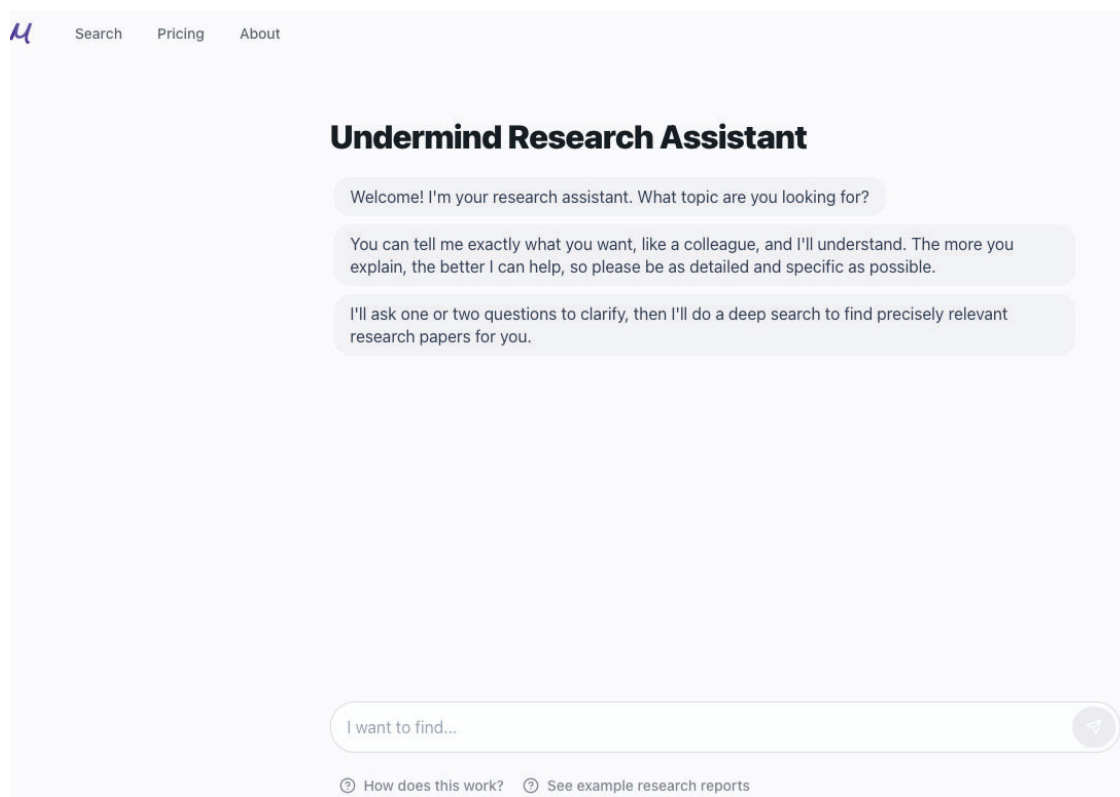 Search Pricing About
Undermind Research Assistant
Welcome! I'm your research assistant. What topic are you looking for?
You can tell me exactly what you want, like a colleague, and I'll understand. The more you
explain, the better I can help, so please be as detailed and specific as possible.
I'll ask one or two questions to clarify, then I'll do a deep search to find precisely relevant
research papers for you.
I want to find...
How does this work? See example research reports